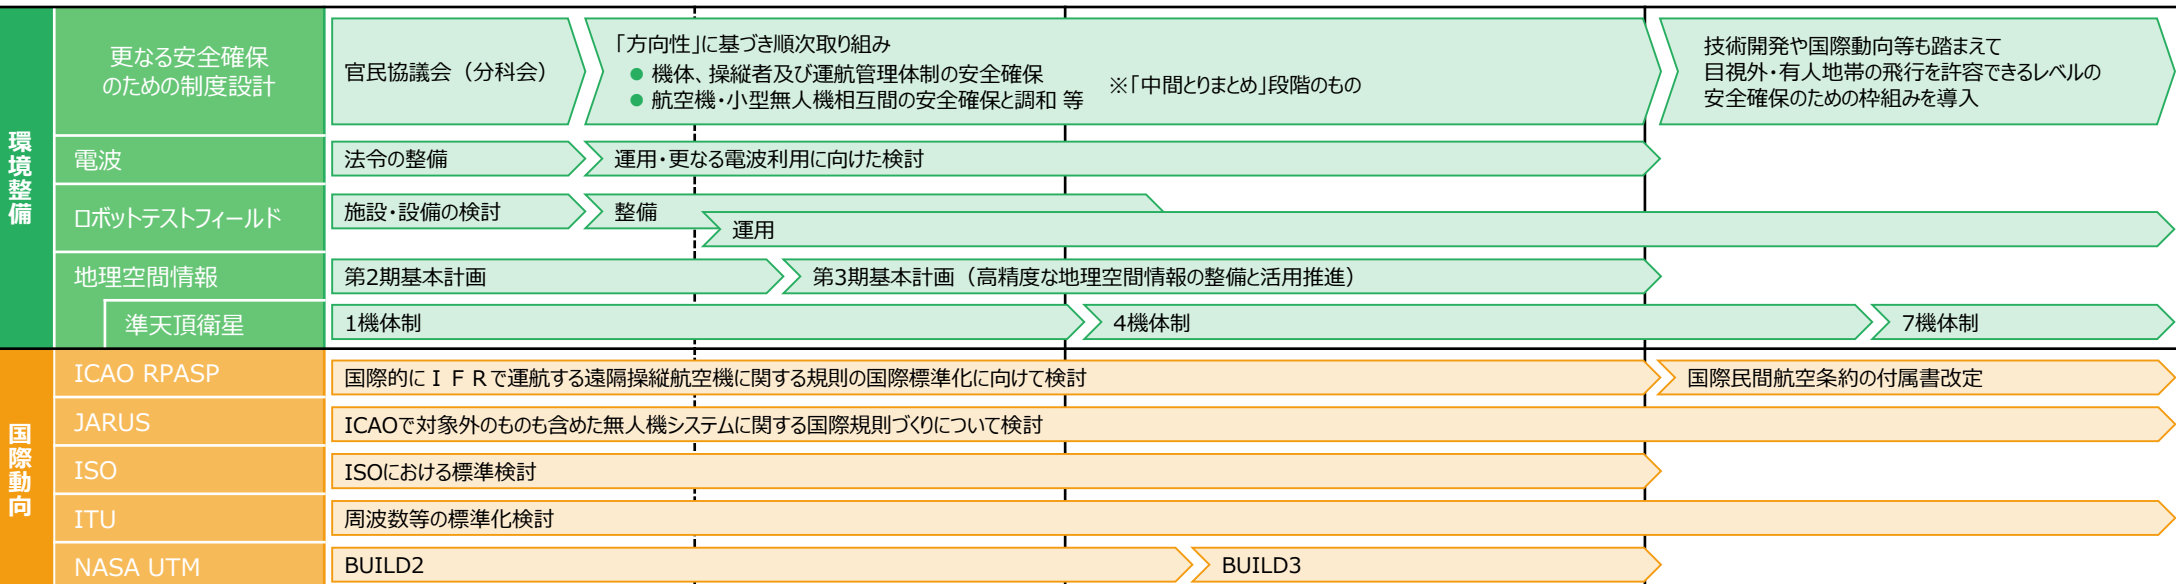 環境整備
更なる安全確保
のための制度設計
官民協議会（分科会）
「方向性」に基づき順次取り組み
● 機体、操縦者及び運航管理体制の安全確保
● 航空機・小型無人機相互間の安全確保と調和 等
※「中間とりまとめ」段階のもの
技術開発や国際動向等も踏まえて
目視外・有人地帯の飛行を許容できるレベルの
安全確保のための枠組みを導入
電波
法令の整備
運用・更なる電波利用に向けた検討
ロボットテストフィールド
施設・設備の検討
整備
運用
地理空間情報
第2期基本計画
第3期基本計画（高精度な地理空間情報の整備と活用推進）
準天頂衛星
1機体制
4機体制
7機体制
国際動向
ICAO RPASP
国際的にＩＦＲで運航する遠隔操縦航空機に関する規則の国際標準化に向けて検討
国際民間航空条約の付属書改定
JARUS
ICAOで対象外のものも含めた無人機システムに関する国際規則づくりについて検討
ISO
ISOにおける標準検討
ITU
周波数等の標準化検討
NASA UTM
BUILD2
BUILD3